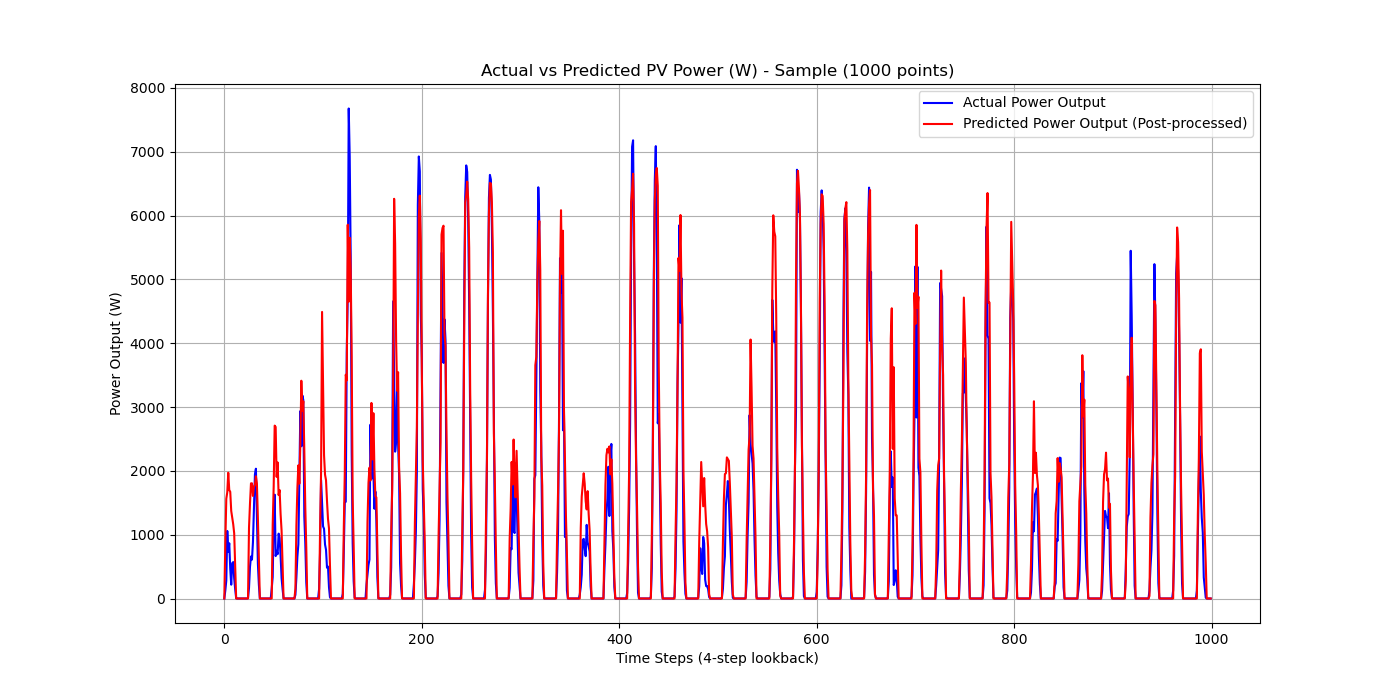 Actual vs Predicted PV Power (W) - Sample (1000 points)
Actual Power Output
Predicted Power Output (Post-processed)
Power Output (W)
8000
7000
6000
5000
4000
3000
2000
1000
0
0 200 400 600 800 1000
Time Steps (4-step lookback)